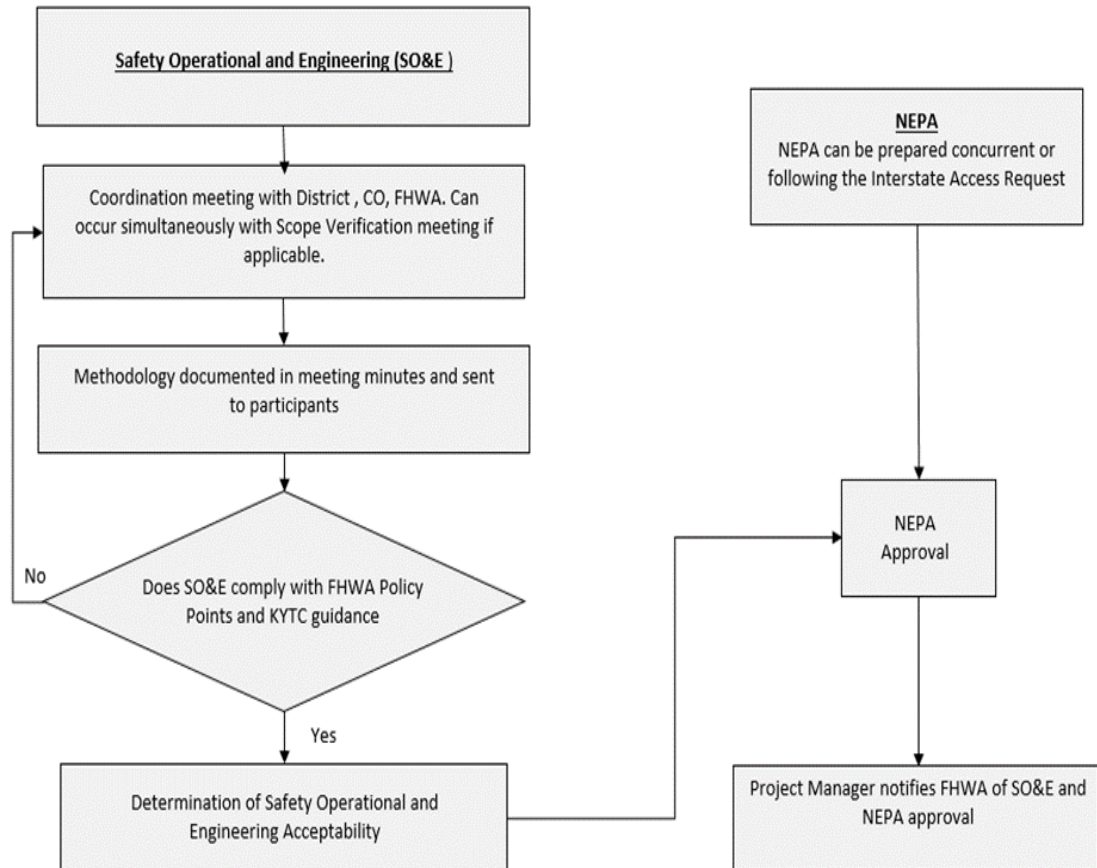 Safety Operational and Engineering (SO&E )
Coordination meeting with District , CO, FHWA. Can
occur simultaneously with Scope Verification meeting if
applicable.
Methodology documented in meeting minutes and sent
to participants
No
Does SO&E comply with FHWA Policy
Points and KYTC guidance
Yes
Determination of Safety Operational and
Engineering Acceptability
NEPA
NEPA can be prepared concurrent or
following the Interstate Access Request
NEPA
Approval
Project Manager notifies FHWA of SO&E and
NEPA approval